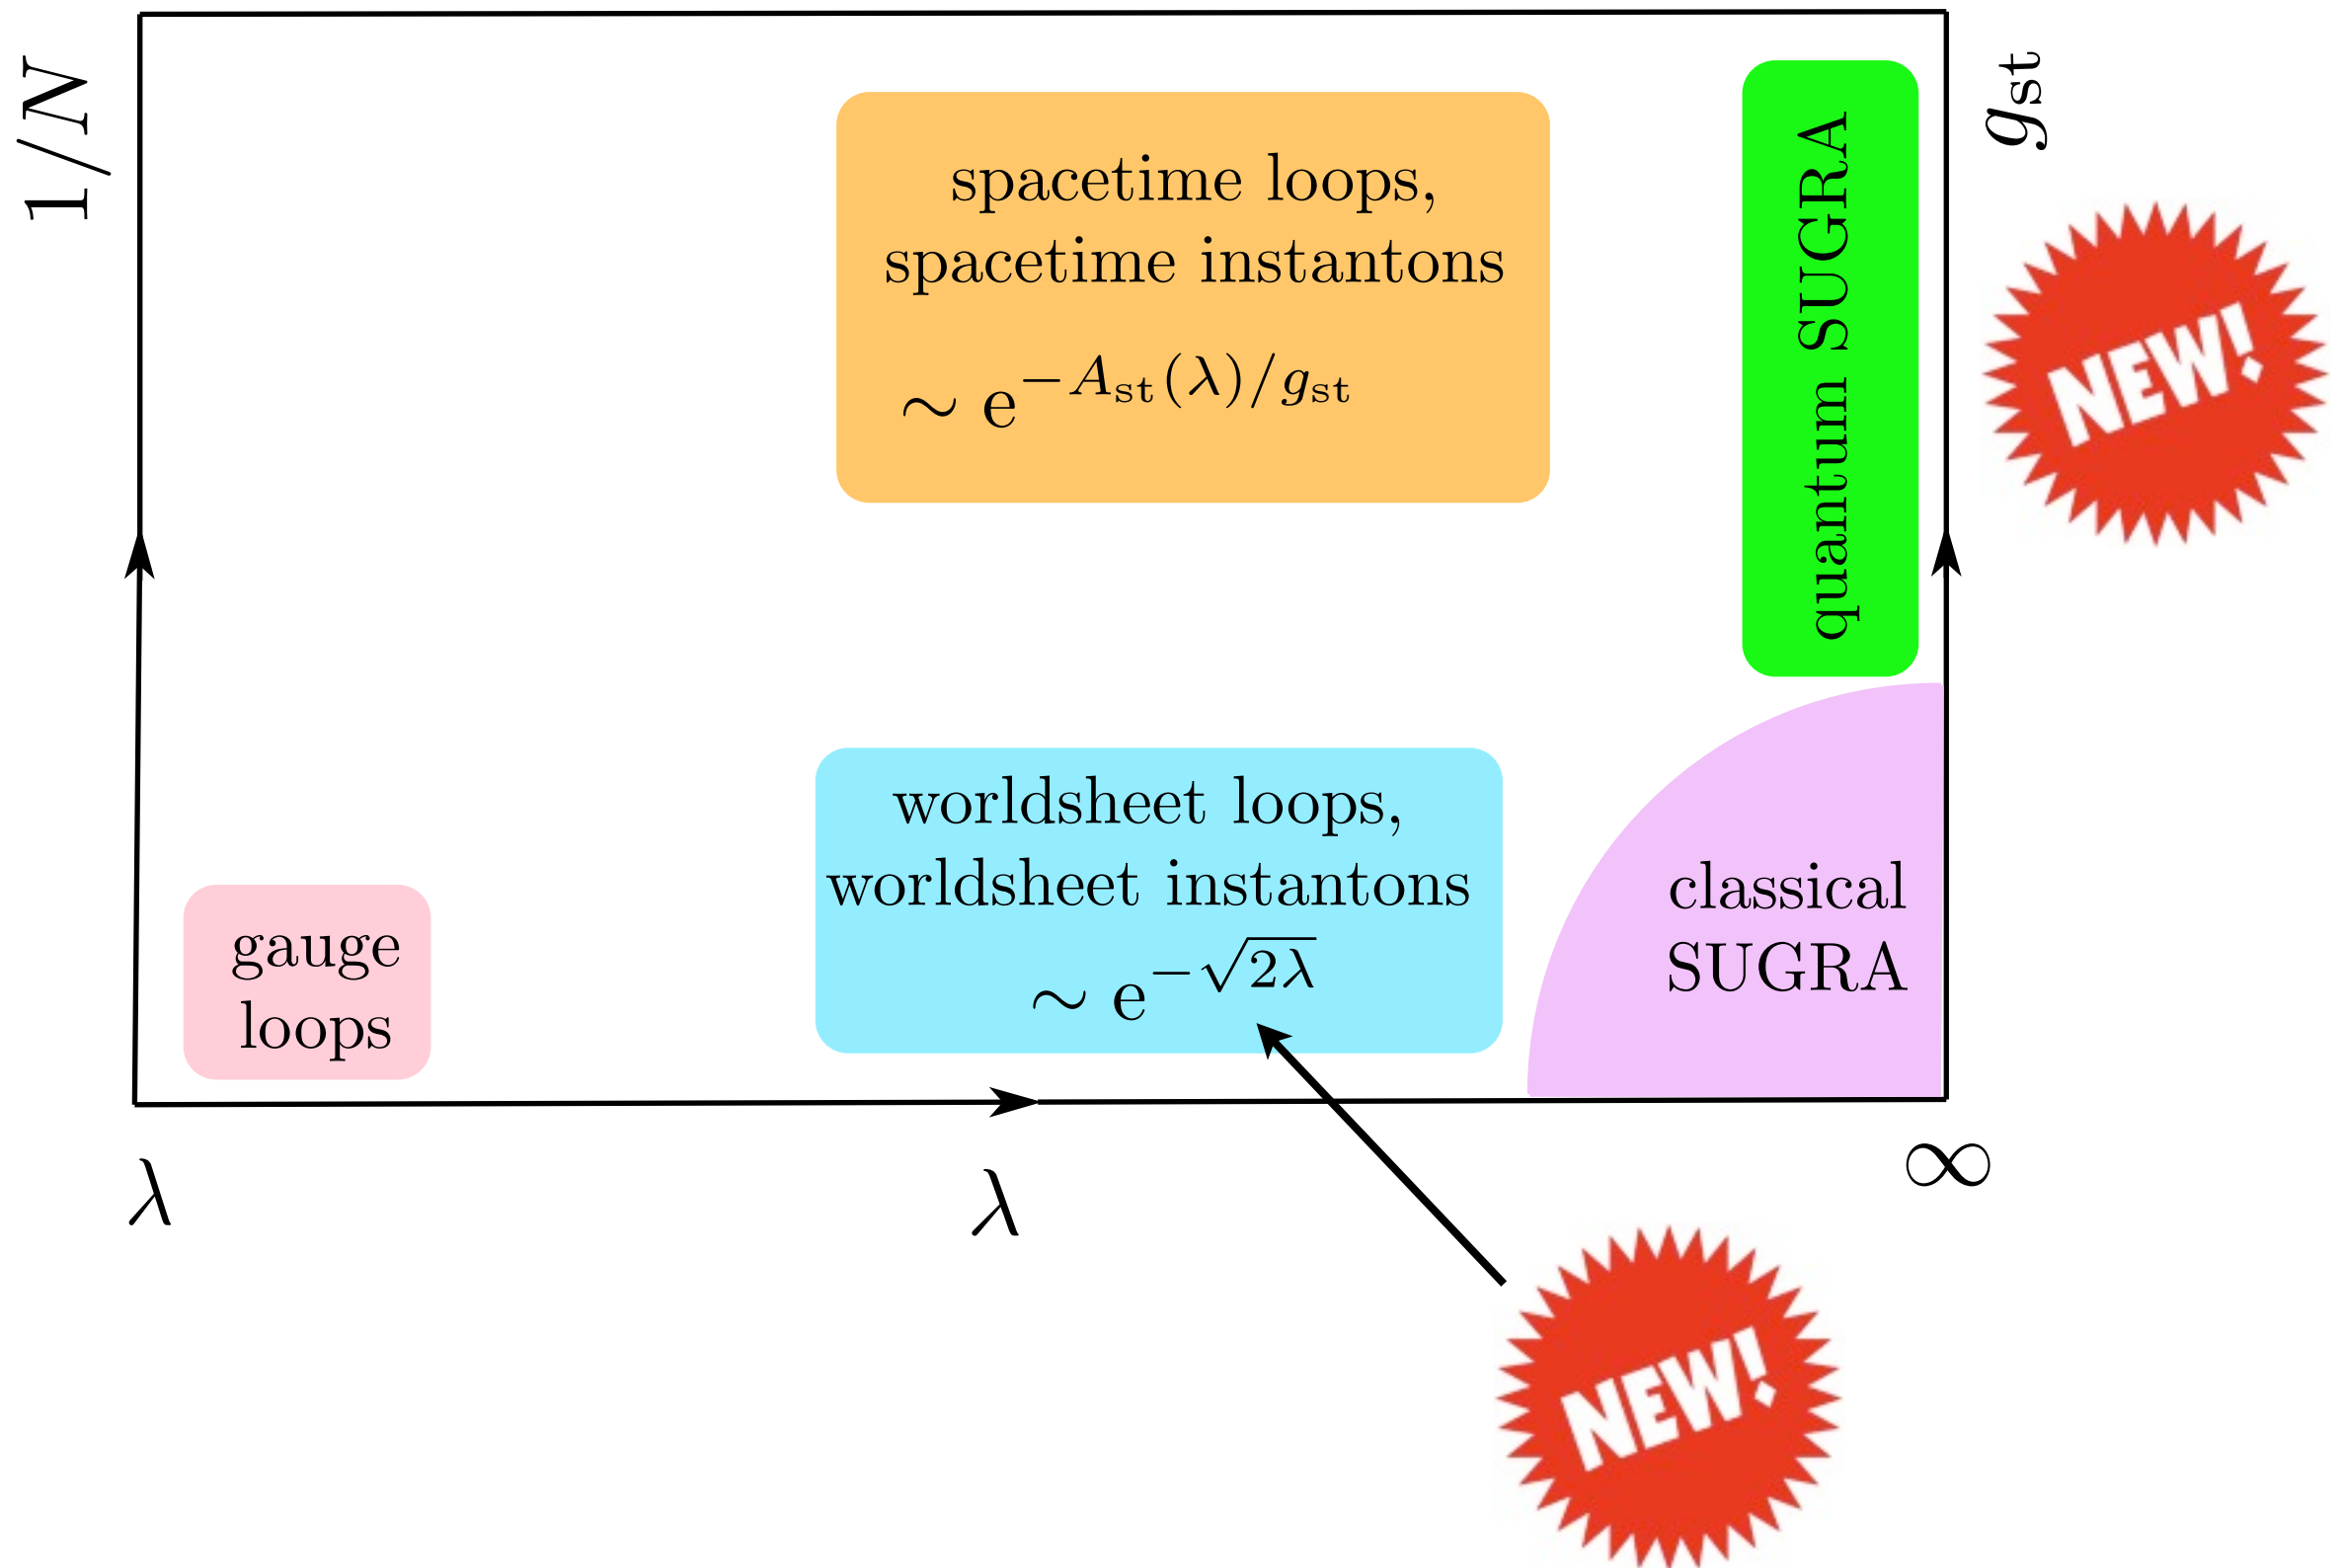 1/N
g_st
spacetime loops,
spacetime instantons
∼ e^{−A_st(λ)/g_st}
quantum SUGRA
NEW!
worldsheet loops,
worldsheet instantons
∼ e^{−√2λ}
classical
SUGRA
gauge
loops
λ
λ
∞
NEW!